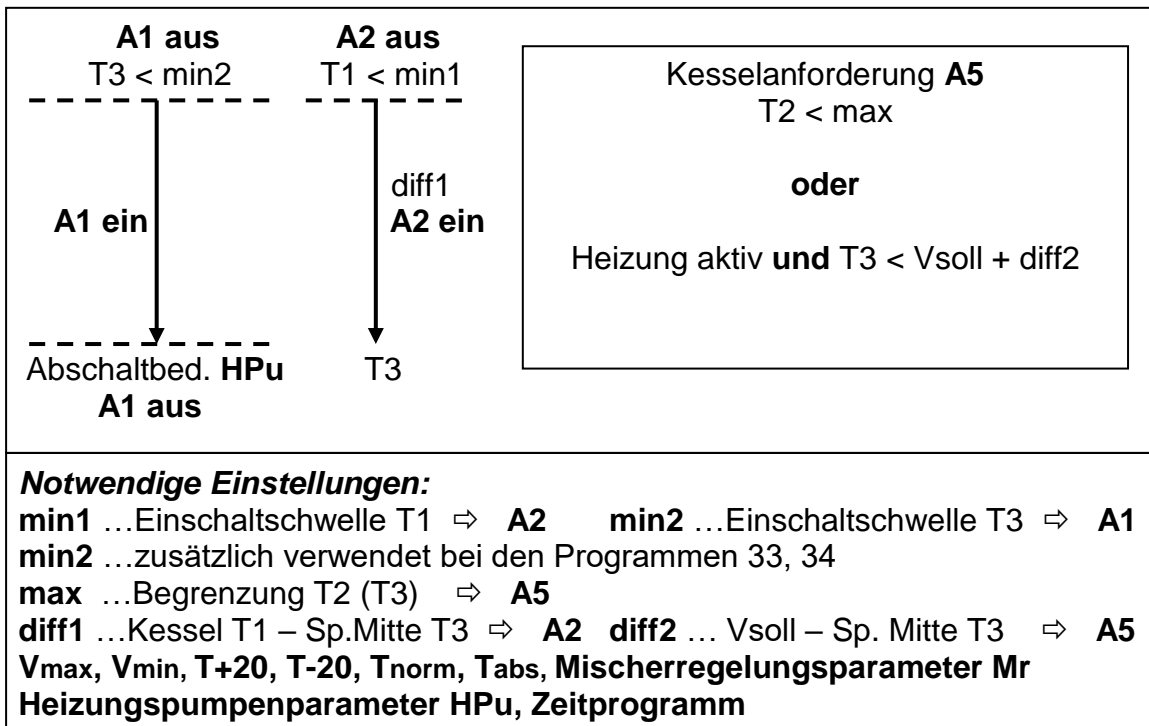 A1 aus A2 aus
T3 < min2 T1 < min1
diff1
A1 ein A2 ein
Abschaltbed. HPu T3
A1 aus
Kesselanforderung A5
T2 < max
oder
Heizung aktiv und T3 < Vsoll + diff2
Notwendige Einstellungen:
min1 …Einschaltschwelle T1 ⇨ A2 min2 …Einschaltschwelle T3 ⇨ A1
min2 …zusätzlich verwendet bei den Programmen 33, 34
max …Begrenzung T2 (T3) ⇨ A5
diff1 …Kessel T1 – Sp.Mitte T3 ⇨ A2 diff2 … Vsoll – Sp. Mitte T3 ⇨ A5
Vmax, Vmin, T+20, T-20, Tnorm, Tabs, Mischerregelungsparameter Mr
Heizungspumpenparameter HPu, Zeitprogramm